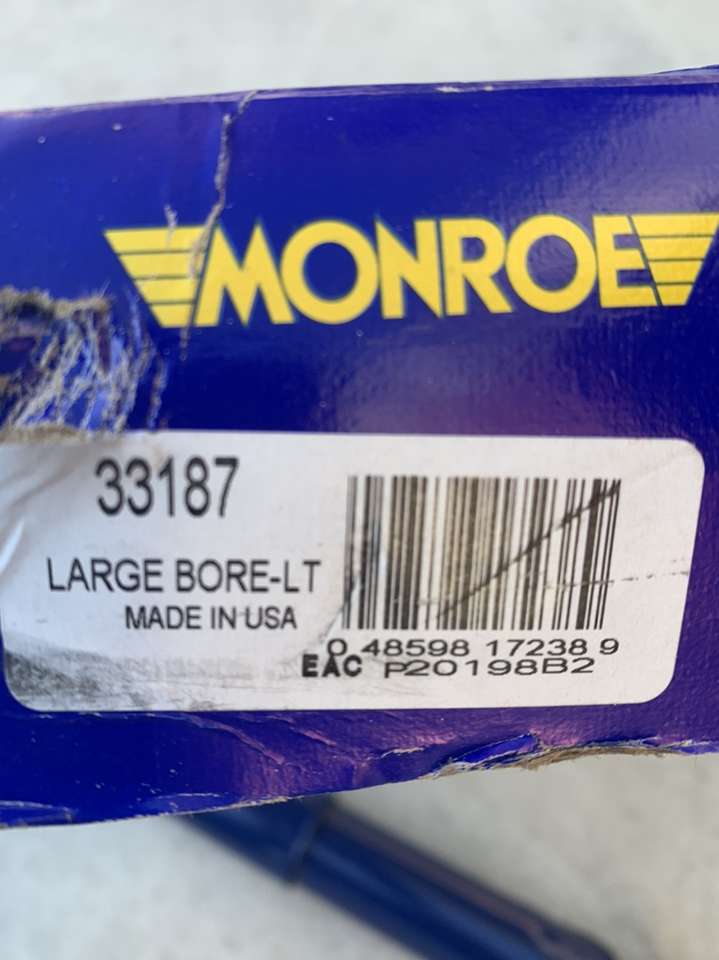 MONROE
33187
LARGE BORE-LT
MADE IN USA
0 48598 17238 9
EAC P20198B2